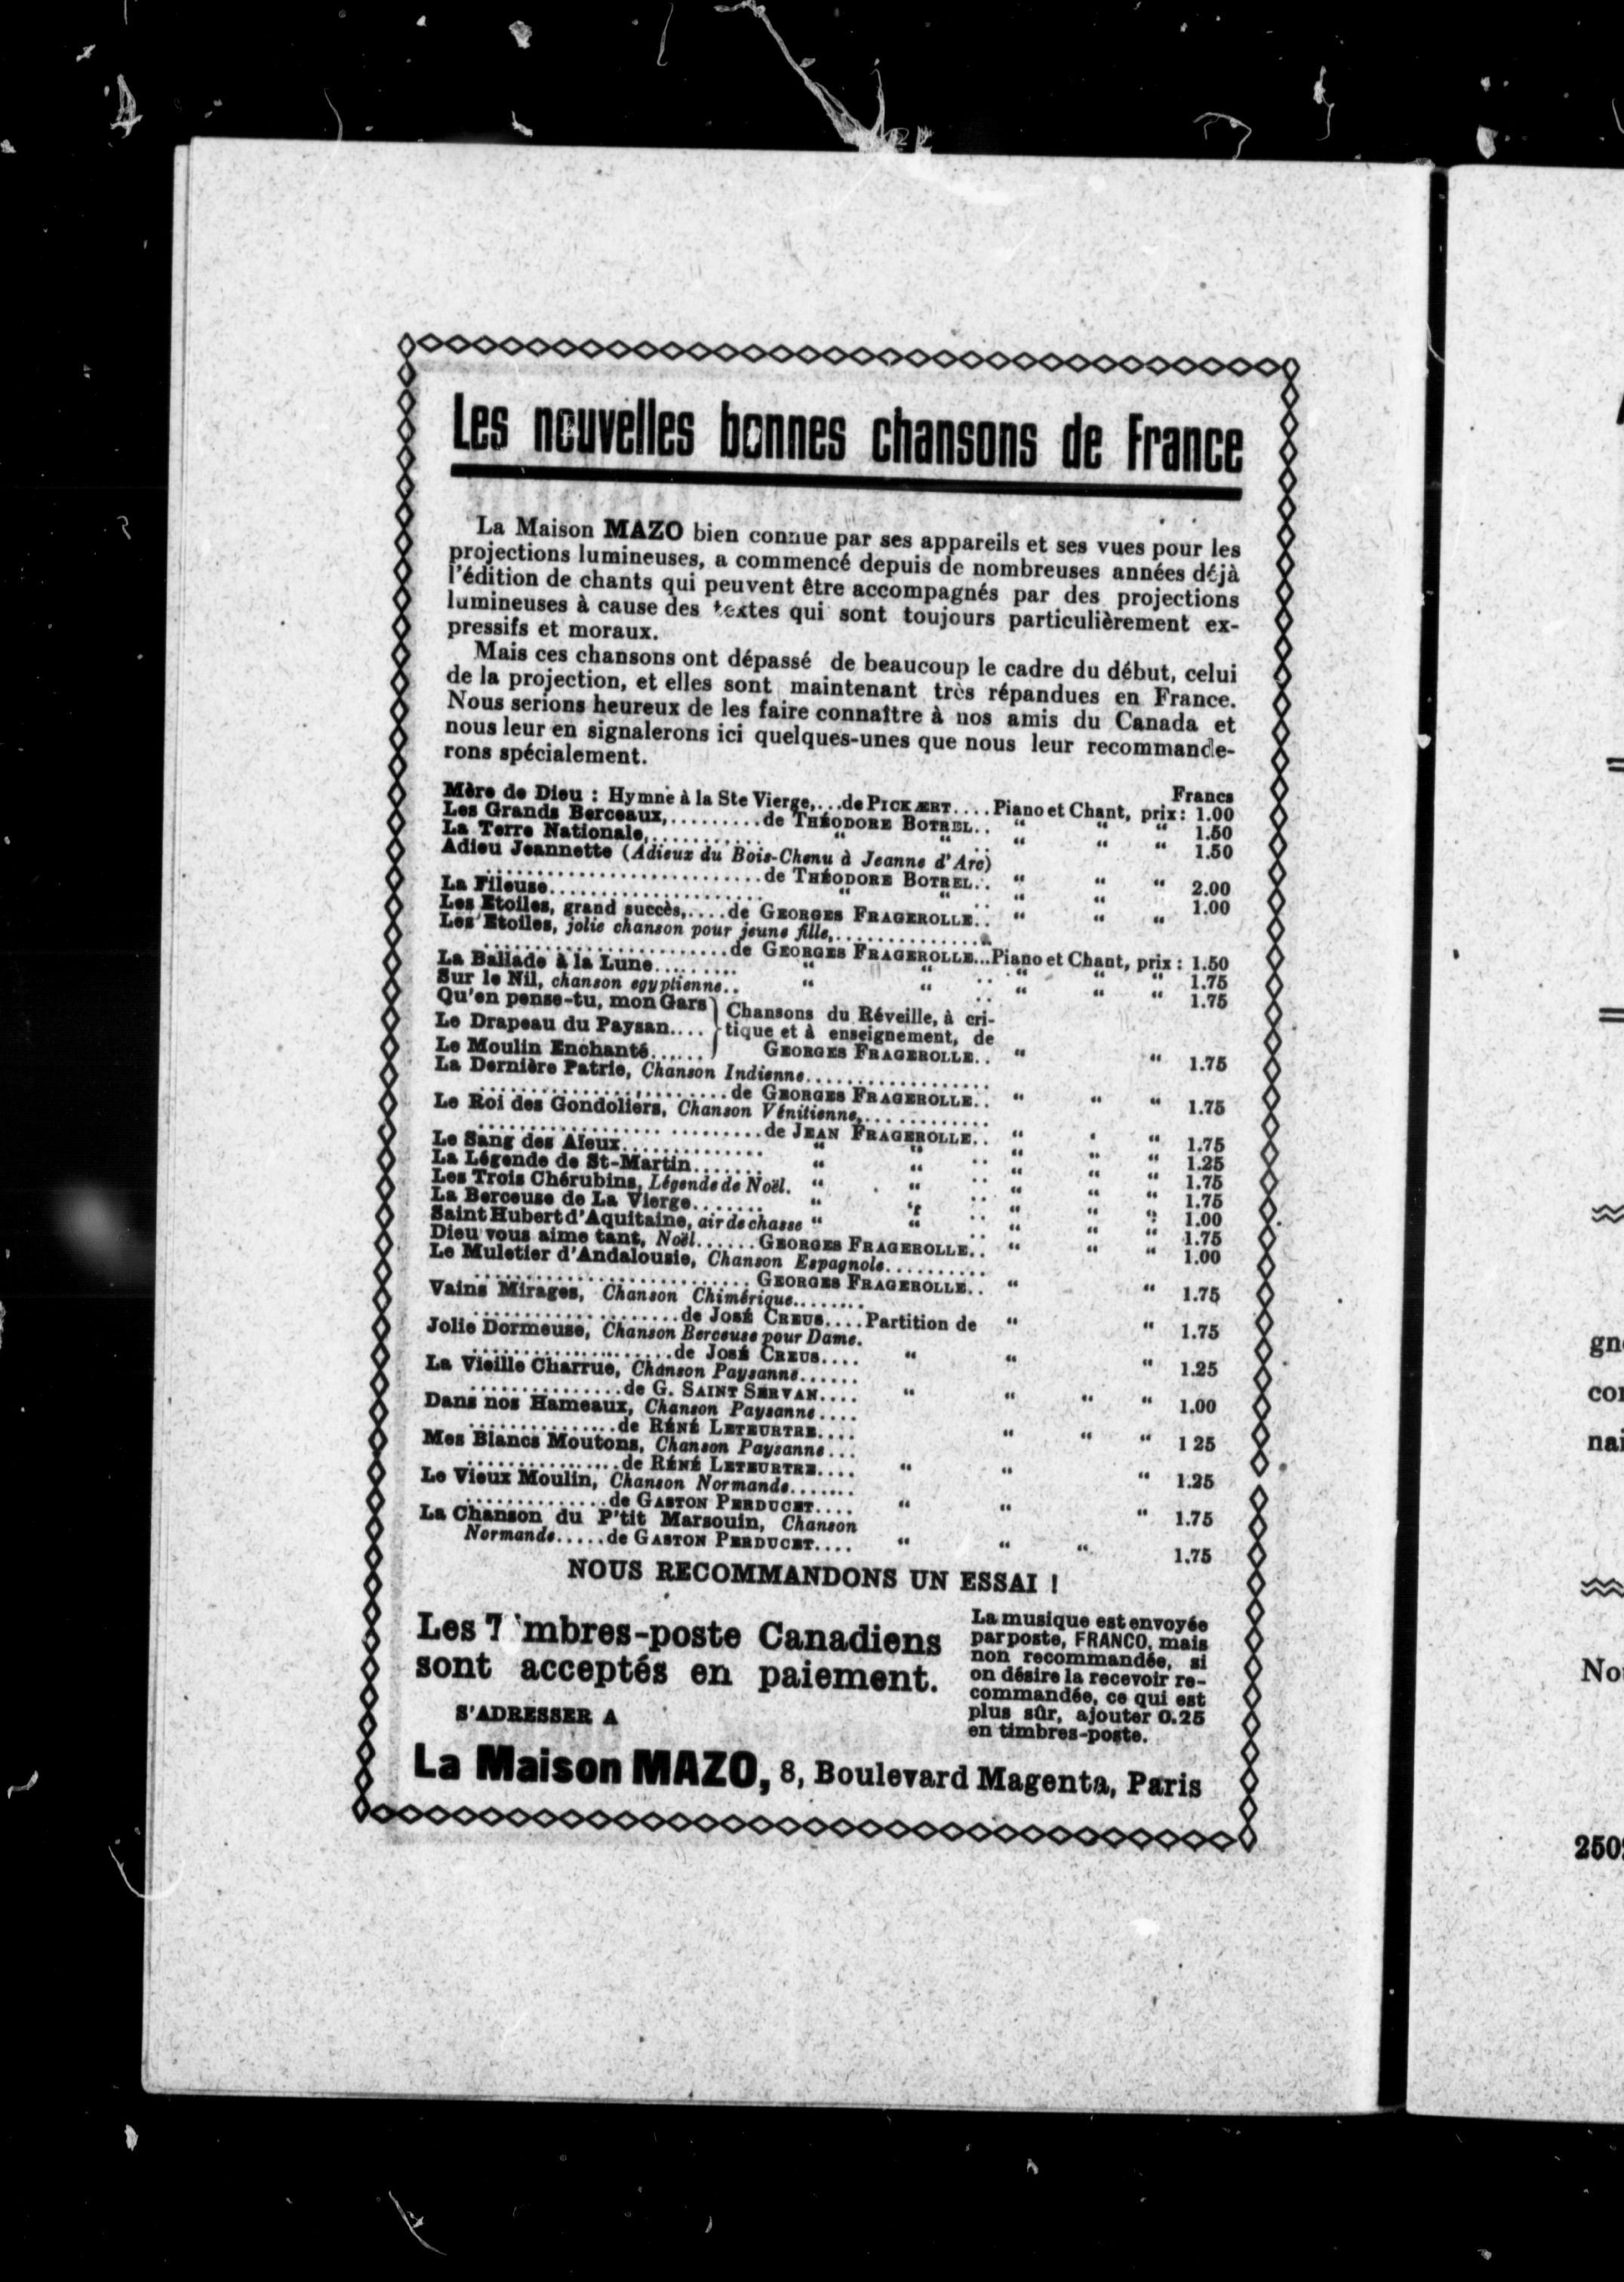 Les nouvelles bonnes chansons de France
La Maison MAZO bien connue par ses appareils et ses vues pour les
projections lumineuses, a commencé depuis de nombreuses années déjà
l'édition de chants qui peuvent être accompagnés par des projections
lumineuses à cause des textes qui sont toujours particulièrement ex-
pressifs et moraux.
Mais ces chansons ont dépassé de beaucoup le cadre du début, celui
de la projection, et elles sont maintenant très répandues en France.
Nous serions heureux de les faire connaître à nos amis du Canada et
nous leur en signalerons ici quelques-unes que nous leur recommande-
rons spécialement.
Francs
Mère de Dieu : Hymne à la Ste Vierge,...de PICKÆRT....Piano et Chant, prix: 1.00
Les Grands Berceaux,.........de THÉODORE BOTREL.. “ “ “ 1.50
La Terre Nationale,............ “ “ .. “ “ “ 1.50
Adieu Jeannette (Adieux du Bois-Chenu à Jeanne d'Arc)
............................de THÉODORE BOTREL.. “ “ “ 2.00
La Fileuse..................... “ “ .. “ “ 1.00
Les Etoiles, grand succès,....de GEORGES FRAGEROLLE.. “ “ “
Les Etoiles, jolie chanson pour jeune fille,................
.........................de GEORGES FRAGEROLLE...Piano et Chant, prix : 1.50
La Ballade à la Lune......... “ “ .. “ “ “ 1.75
Sur le Nil, chanson egyptienne.. “ “ .. “ “ “ 1.75
Qu'en pense-tu, mon Gars } Chansons du Réveille, à cri-
Le Drapeau du Paysan.... } tique et à enseignement, de
Le Moulin Enchanté...... } GEORGES FRAGEROLLE.. “ “ 1.75
La Dernière Patrie, Chanson Indienne...................
.........................de GEORGES FRAGEROLLE.. “ “ “ 1.75
Le Roi des Gondoliers, Chanson Vénitienne,.............
............................de JEAN FRAGEROLLE.. “ “ “ 1.75
Le Sang des Aïeux.............. “ “ .. “ “ “ 1.25
La Légende de St-Martin....... “ “ .. “ “ “ 1.75
Les Trois Chérubins, Légende de Noël. “ “ .. “ “ “ 1.75
La Berceuse de La Vierge....... “ “ .. “ “ “ 1.00
Saint Hubert d'Aquitaine, air de chasse “ “ .. “ “ “ 1.75
Dieu vous aime tant, Noël......GEORGES FRAGEROLLE.. “ “ “ 1.00
Le Muletier d'Andalousie, Chanson Espagnole..........
............................GEORGES FRAGEROLLE.. “ “ 1.75
Vains Mirages, Chanson Chimérique........
.....................de JOSÉ CREUS....Partition de “ “ 1.75
Jolie Dormeuse, Chanson Berceuse pour Dame.
.....................de JOSÉ CREUS.... “ “ “ 1.25
La Vieille Charrue, Chanson Paysanne......
................de G. SAINT SERVAN.... “ “ “ “ 1.00
Dans nos Hameaux, Chanson Paysanne....
...............de RÉNÉ LETEURTRE.... “ “ “ 1 25
Mes Blancs Moutons, Chanson Paysanne...
................de RÉNÉ LETEURTRE.... “ “ “ 1.25
Le Vieux Moulin, Chanson Normande.......
..............de GASTON PERDUCET.... “ “ “ 1.75
La Chanson du P'tit Marsouin, Chanson
Normande.....de GASTON PERDUCET.... “ “ “ 1.75
NOUS RECOMMANDONS UN ESSAI !
Les Timbres-poste Canadiens
sont acceptés en paiement.
S'ADRESSER A
La musique est envoyée
par poste, FRANCO, mais
non recommandée, si
on désire la recevoir re-
commandée, ce qui est
plus sûr, ajouter 0.25
en timbres-poste.
La Maison MAZO, 8, Boulevard Magenta, Paris